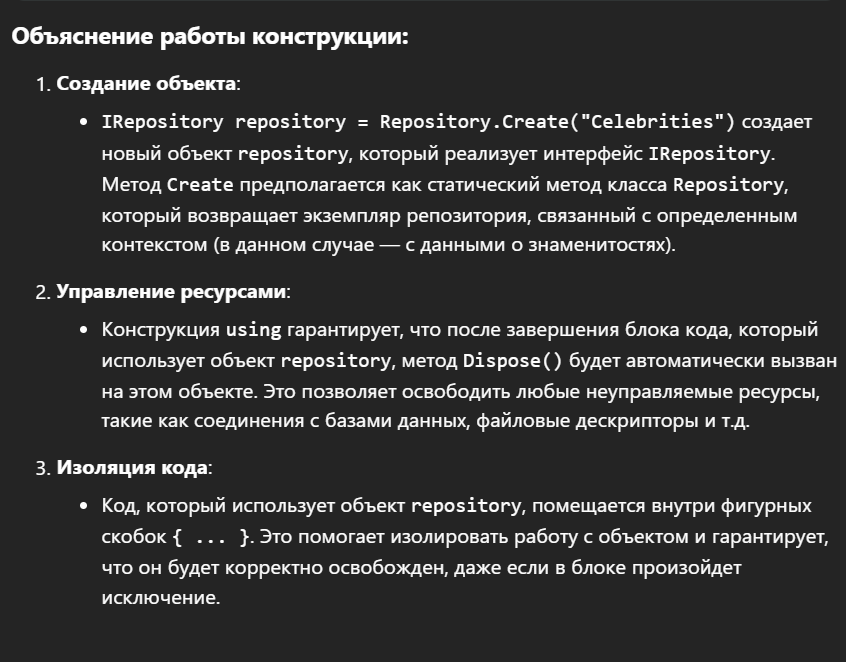 Объяснение работы конструкции:
1. Создание объекта:
• IRepository repository = Repository.Create("Celebrities") создает
новый объект repository, который реализует интерфейс IRepository.
Метод Create предполагается как статический метод класса Repository,
который возвращает экземпляр репозитория, связанный с определенным
контекстом (в данном случае — с данными о знаменитостях).
2. Управление ресурсами:
• Конструкция using гарантирует, что после завершения блока кода, который
использует объект repository, метод Dispose() будет автоматически вызван
на этом объекте. Это позволяет освободить любые неуправляемые ресурсы,
такие как соединения с базами данных, файловые дескрипторы и т.д.
3. Изоляция кода:
• Код, который использует объект repository, помещается внутри фигурных
скобок { ... }. Это помогает изолировать работу с объектом и гарантирует,
что он будет корректно освобожден, даже если в блоке произойдет
исключение.